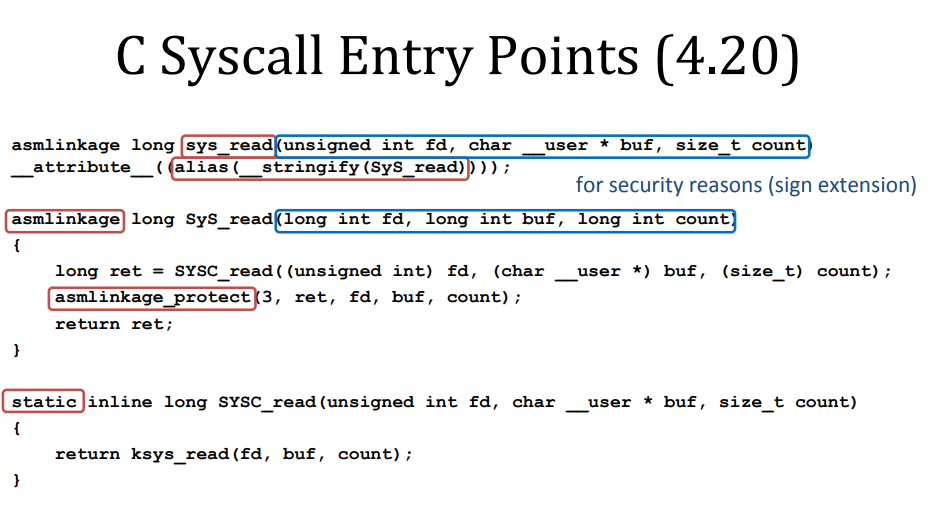 C Syscall Entry Points (4.20)
asmlinkage long sys_read(unsigned int fd, char __user * buf, size_t count)
__attribute__((alias(__stringify(SyS_read))));
for security reasons (sign extension)
asmlinkage long SyS_read(long int fd, long int buf, long int count)
{
    long ret = SYSC_read((unsigned int) fd, (char __user *) buf, (size_t) count);
    asmlinkage_protect(3, ret, fd, buf, count);
    return ret;
}
static inline long SYSC_read(unsigned int fd, char __user * buf, size_t count)
{
    return ksys_read(fd, buf, count);
}